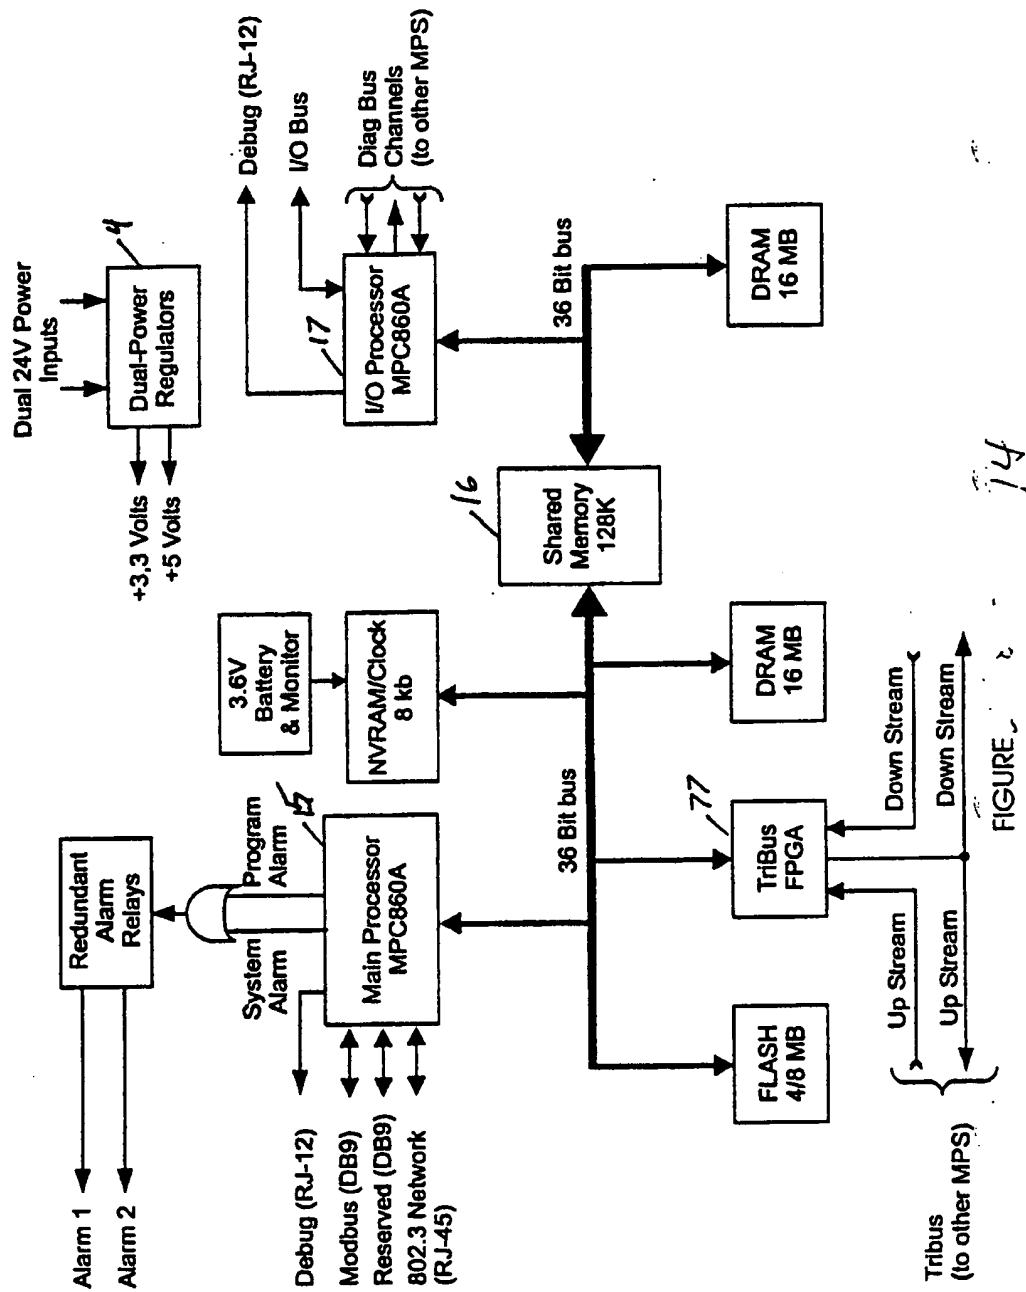 Alarm 1
Alarm 2
Redundant
Alarm
Relays
System
Alarm
Program
Alarm
Debug (RJ-12)
Modbus (DB9)
Reserved (DB9)
802.3 Network
(RJ-45)
Main Processor
MPC860A
15
3.6V
Battery
& Monitor
NVRAM/Clock
8 kb
+3,3 Volts
+5 Volts
Dual 24V Power
Inputs
Dual-Power
Regulators
4
Debug (RJ-12)
I/O Bus
Diag Bus
Channels
(to other MPS)
I/O Processor
MPC860A
17
36 Bit bus
36 Bit bus
Shared
Memory
128K
16
FLASH
4/8 MB
TriBus
FPGA
77
DRAM
16 MB
DRAM
16 MB
Up Stream
Down Stream
Up Stream
Down Stream
Tribus
(to other MPS)
FIGURE
14